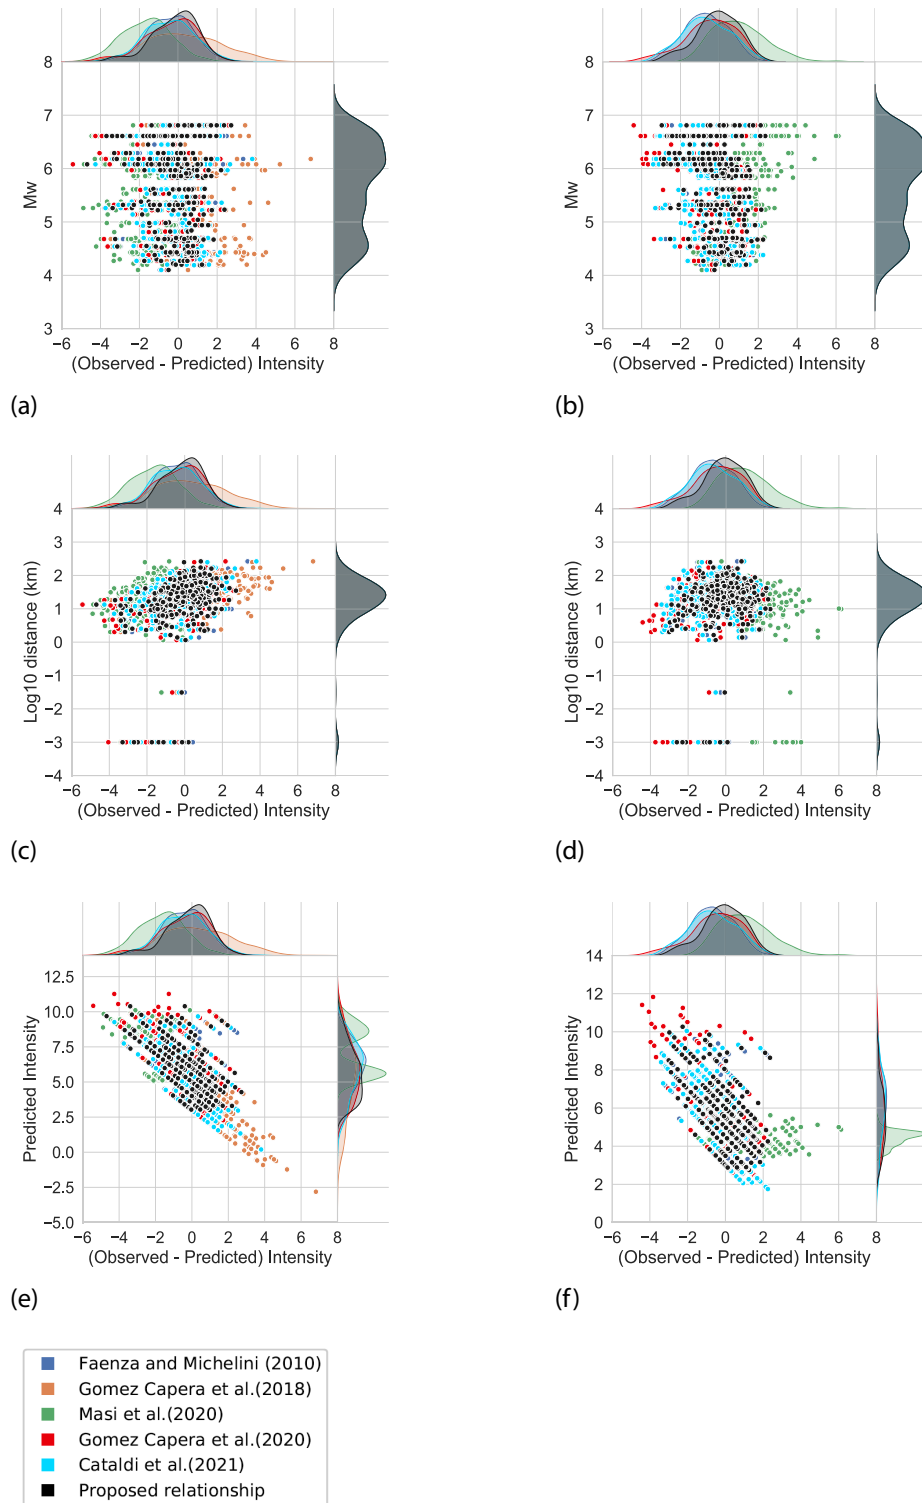 8
7
6
5
4
3
Mw
−6 −4 −2 0 2 4 6 8
(Observed - Predicted) Intensity
(a)
8
7
6
5
4
3
Mw
−6 −4 −2 0 2 4 6 8
(Observed - Predicted) Intensity
(b)
4
3
2
1
0
−1
−2
−3
−4
Log10 distance (km)
−6 −4 −2 0 2 4 6 8
(Observed - Predicted) Intensity
(c)
4
3
2
1
0
−1
−2
−3
−4
Log10 distance (km)
−6 −4 −2 0 2 4 6 8
(Observed - Predicted) Intensity
(d)
12.5
10.0
7.5
5.0
2.5
0.0
−2.5
−5.0
Predicted Intensity
−6 −4 −2 0 2 4 6 8
(Observed - Predicted) Intensity
(e)
14
12
10
8
6
4
2
0
Predicted Intensity
−6 −4 −2 0 2 4 6 8
(Observed - Predicted) Intensity
(f)
Faenza and Michelini (2010)
Gomez Capera et al.(2018)
Masi et al.(2020)
Gomez Capera et al.(2020)
Cataldi et al.(2021)
Proposed relationship